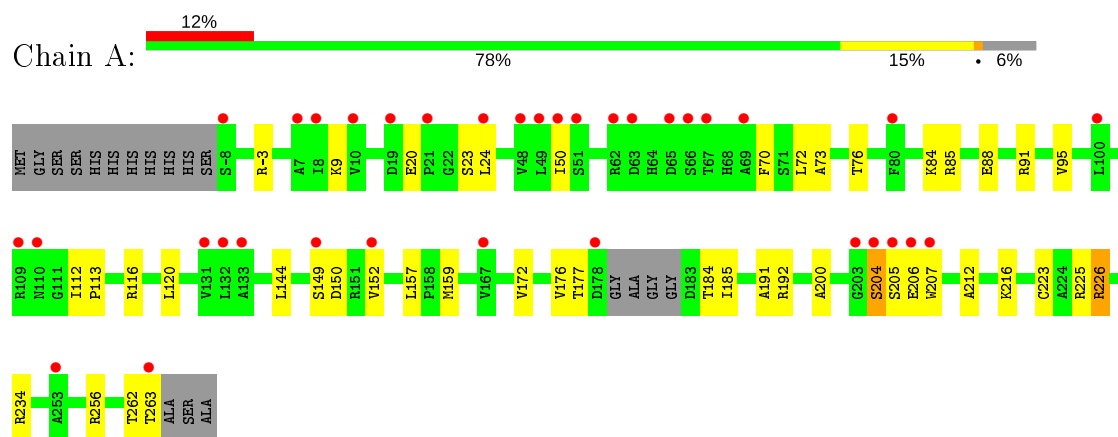 12%
Chain A:
78% 15% • 6%
MET GLY SER SER HIS HIS HIS HIS HIS HIS SER S-8 R-3 A7 I8 K9 V10 D19 E20 P21 G22 S23 L24 V48 L49 I50 S51 R62 D63 H64 D65 S66 T67 H68 A69 F70 S71 L72 A73 T76 F80 K84 R85 E88 R91 V95 L100
R109 N110 G111 I112 P113 R116 L120 V131 L132 A133 L144 S149 D150 R151 V152 L157 P158 M159 V167 V172 V176 T177 D178 GLY ALA GLY GLY D183 T184 I185 A191 R192 A200 G203 S204 S205 E206 W207 A212 K216 C223 A224 R225 R226
R234 A253 R256 T262 T263 ALA SER ALA